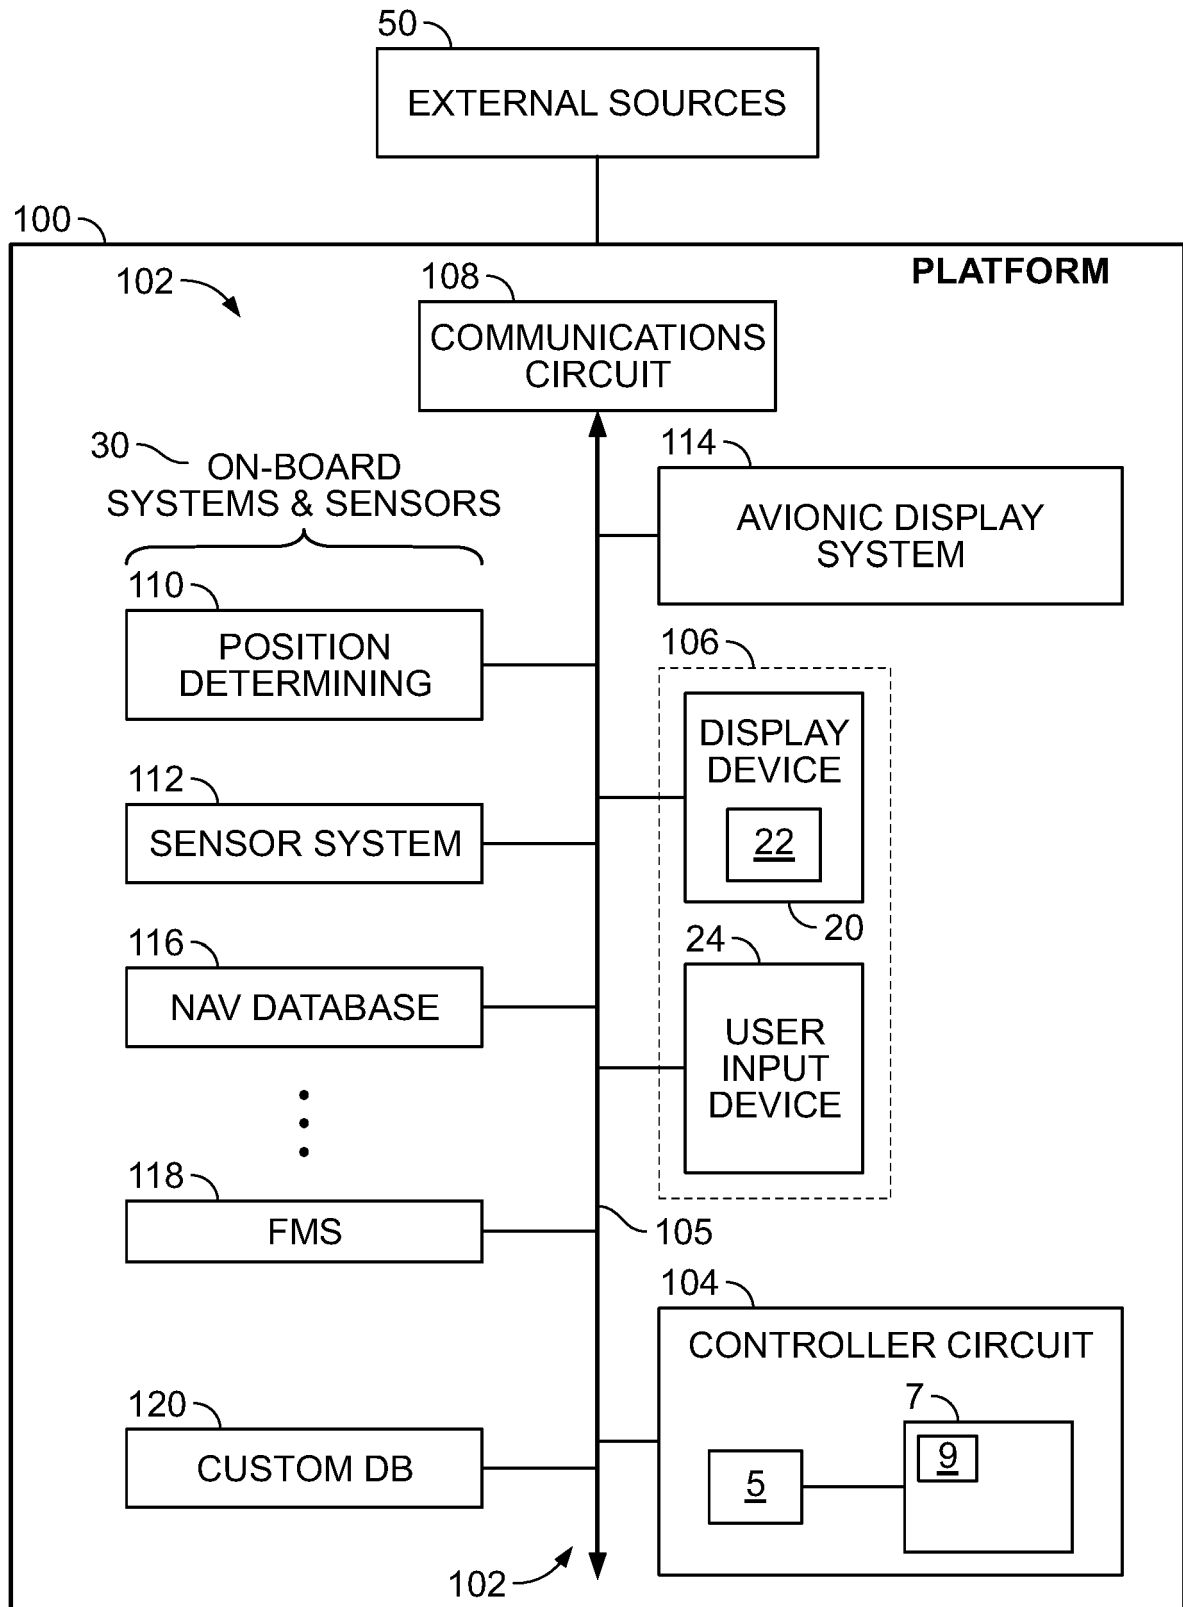 50
EXTERNAL SOURCES
100
PLATFORM
102
108
COMMUNICATIONS
CIRCUIT
30
ON-BOARD
SYSTEMS & SENSORS
114
AVIONIC DISPLAY
SYSTEM
110
POSITION
DETERMINING
106
DISPLAY
DEVICE
22
20
112
SENSOR SYSTEM
116
NAV DATABASE
24
USER
INPUT
DEVICE
118
FMS
105
104
CONTROLLER CIRCUIT
7
9
5
120
CUSTOM DB
102